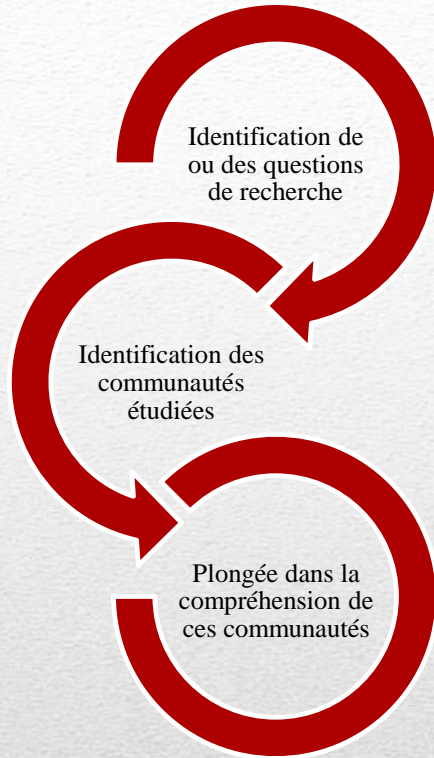 Identification de
ou des questions
de recherche
Identification des
communautés
étudiées
Plongée dans la
compréhension de
ces communautés